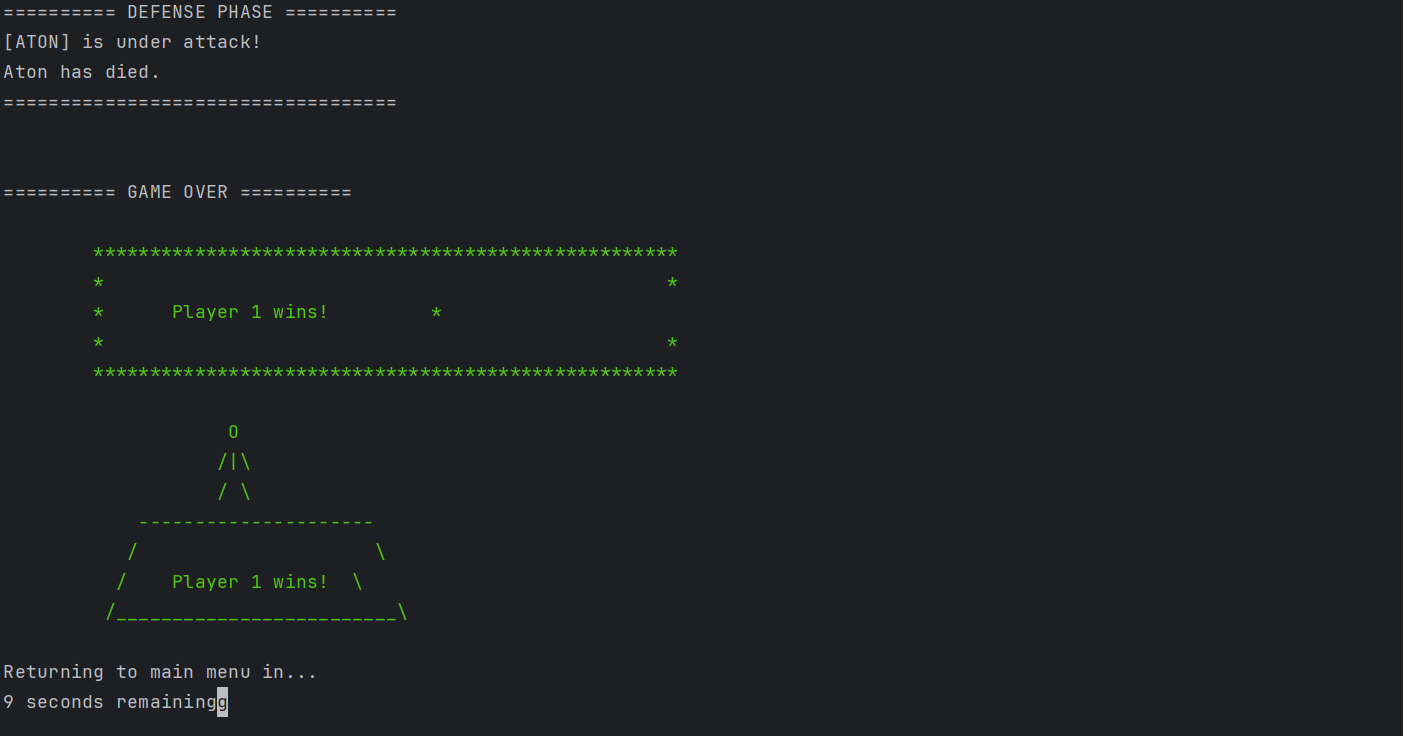 ========== DEFENSE PHASE ==========
[ATON] is under attack!
Aton has died.
===================================
========== GAME OVER ==========
        ****************************************************
        *                                                  *
        *      Player 1 wins!         *
        *                                                  *
        ****************************************************
                    O
                   /|\
                   / \
            ---------------------
           /                     \
          /    Player 1 wins!  \
         /_________________________\
Returning to main menu in...
9 seconds remainingg